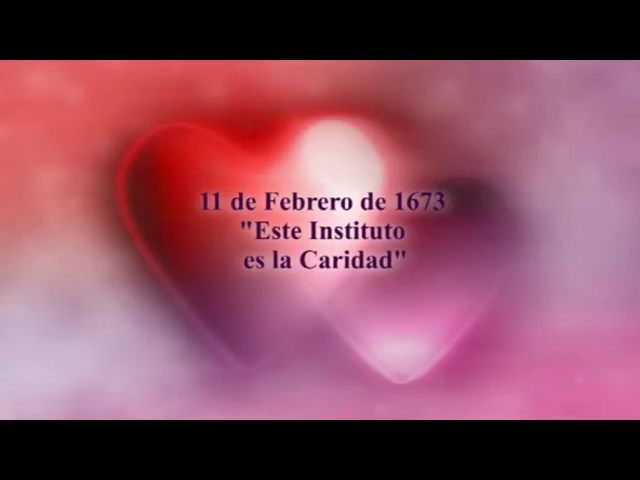 11 de Febrero de 1673
"Este Instituto
es la Caridad"